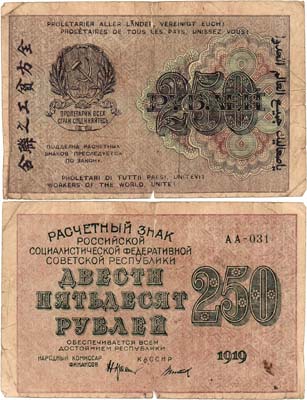 PROLETARIER ALLER LÄNDER, VEREINIGT EUCH!
PROLÉTAIRES DE TOUS LES PAYS, UNISSEZ-VOUS!
250
РУБЛЕЙ
ПРОЛЕТАРИИ ВСЕХ
СТРАН СОЕДИНЯЙТЕСЬ
ПОДДЕЛКА РАСЧЕТНЫХ
ЗНАКОВ ПРЕСЛЕДУЕТСЯ
ПО ЗАКОНУ.
PROLETARI DI TUTTI I PAESI, UNITEVI!
WORKERS OF THE WORLD, UNITE!
РАСЧЕТНЫЙ ЗНАК
РОССИЙСКОЙ
СОЦИАЛИСТИЧЕСКОЙ ФЕДЕРАТИВНОЙ
СОВЕТСКОЙ РЕСПУБЛИКИ
АА-031
ДВЕСТИ
ПЯТЬДЕСЯТ
РУБЛЕЙ
250
ОБЕСПЕЧИВАЕТСЯ ВСЕМ
ДОСТОЯНИЕМ РЕСПУБЛИКИ
НАРОДНЫЙ КОМИССАР
ФИНАНСОВ
КАССИР
1919